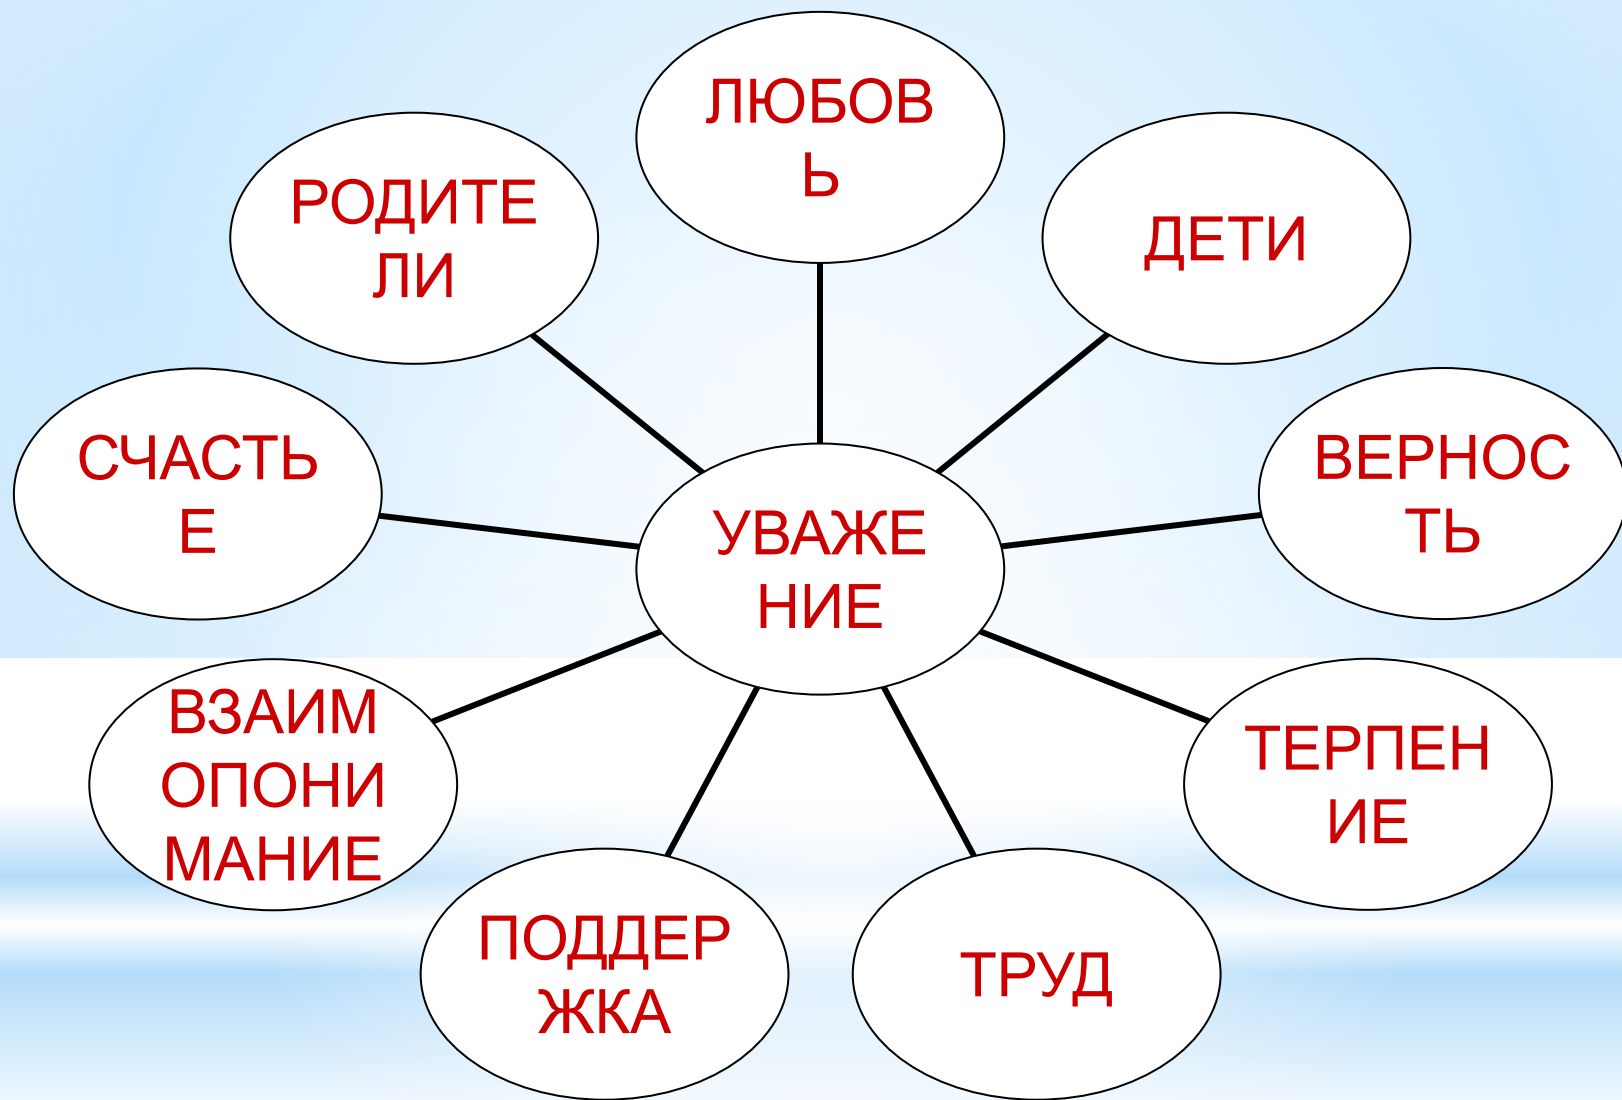 ЛЮБОВ
Ь
РОДИТЕ
ЛИ
ДЕТИ
СЧАСТЬ
Е
ВЕРНОС
ТЬ
УВАЖЕ
НИЕ
ВЗАИМ
ОПОНИ
МАНИЕ
ТЕРПЕН
ИЕ
ПОДДЕР
ЖКА
ТРУД